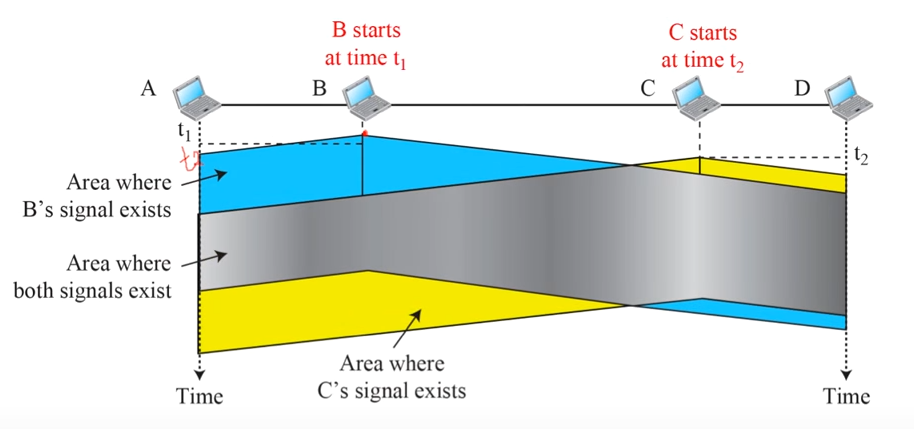 B starts
at time t₁
C starts
at time t₂
A
B
C
D
t₁
t₂
t₂
Area where
B's signal exists
Area where
both signals exist
Area where
C's signal exists
Time
Time